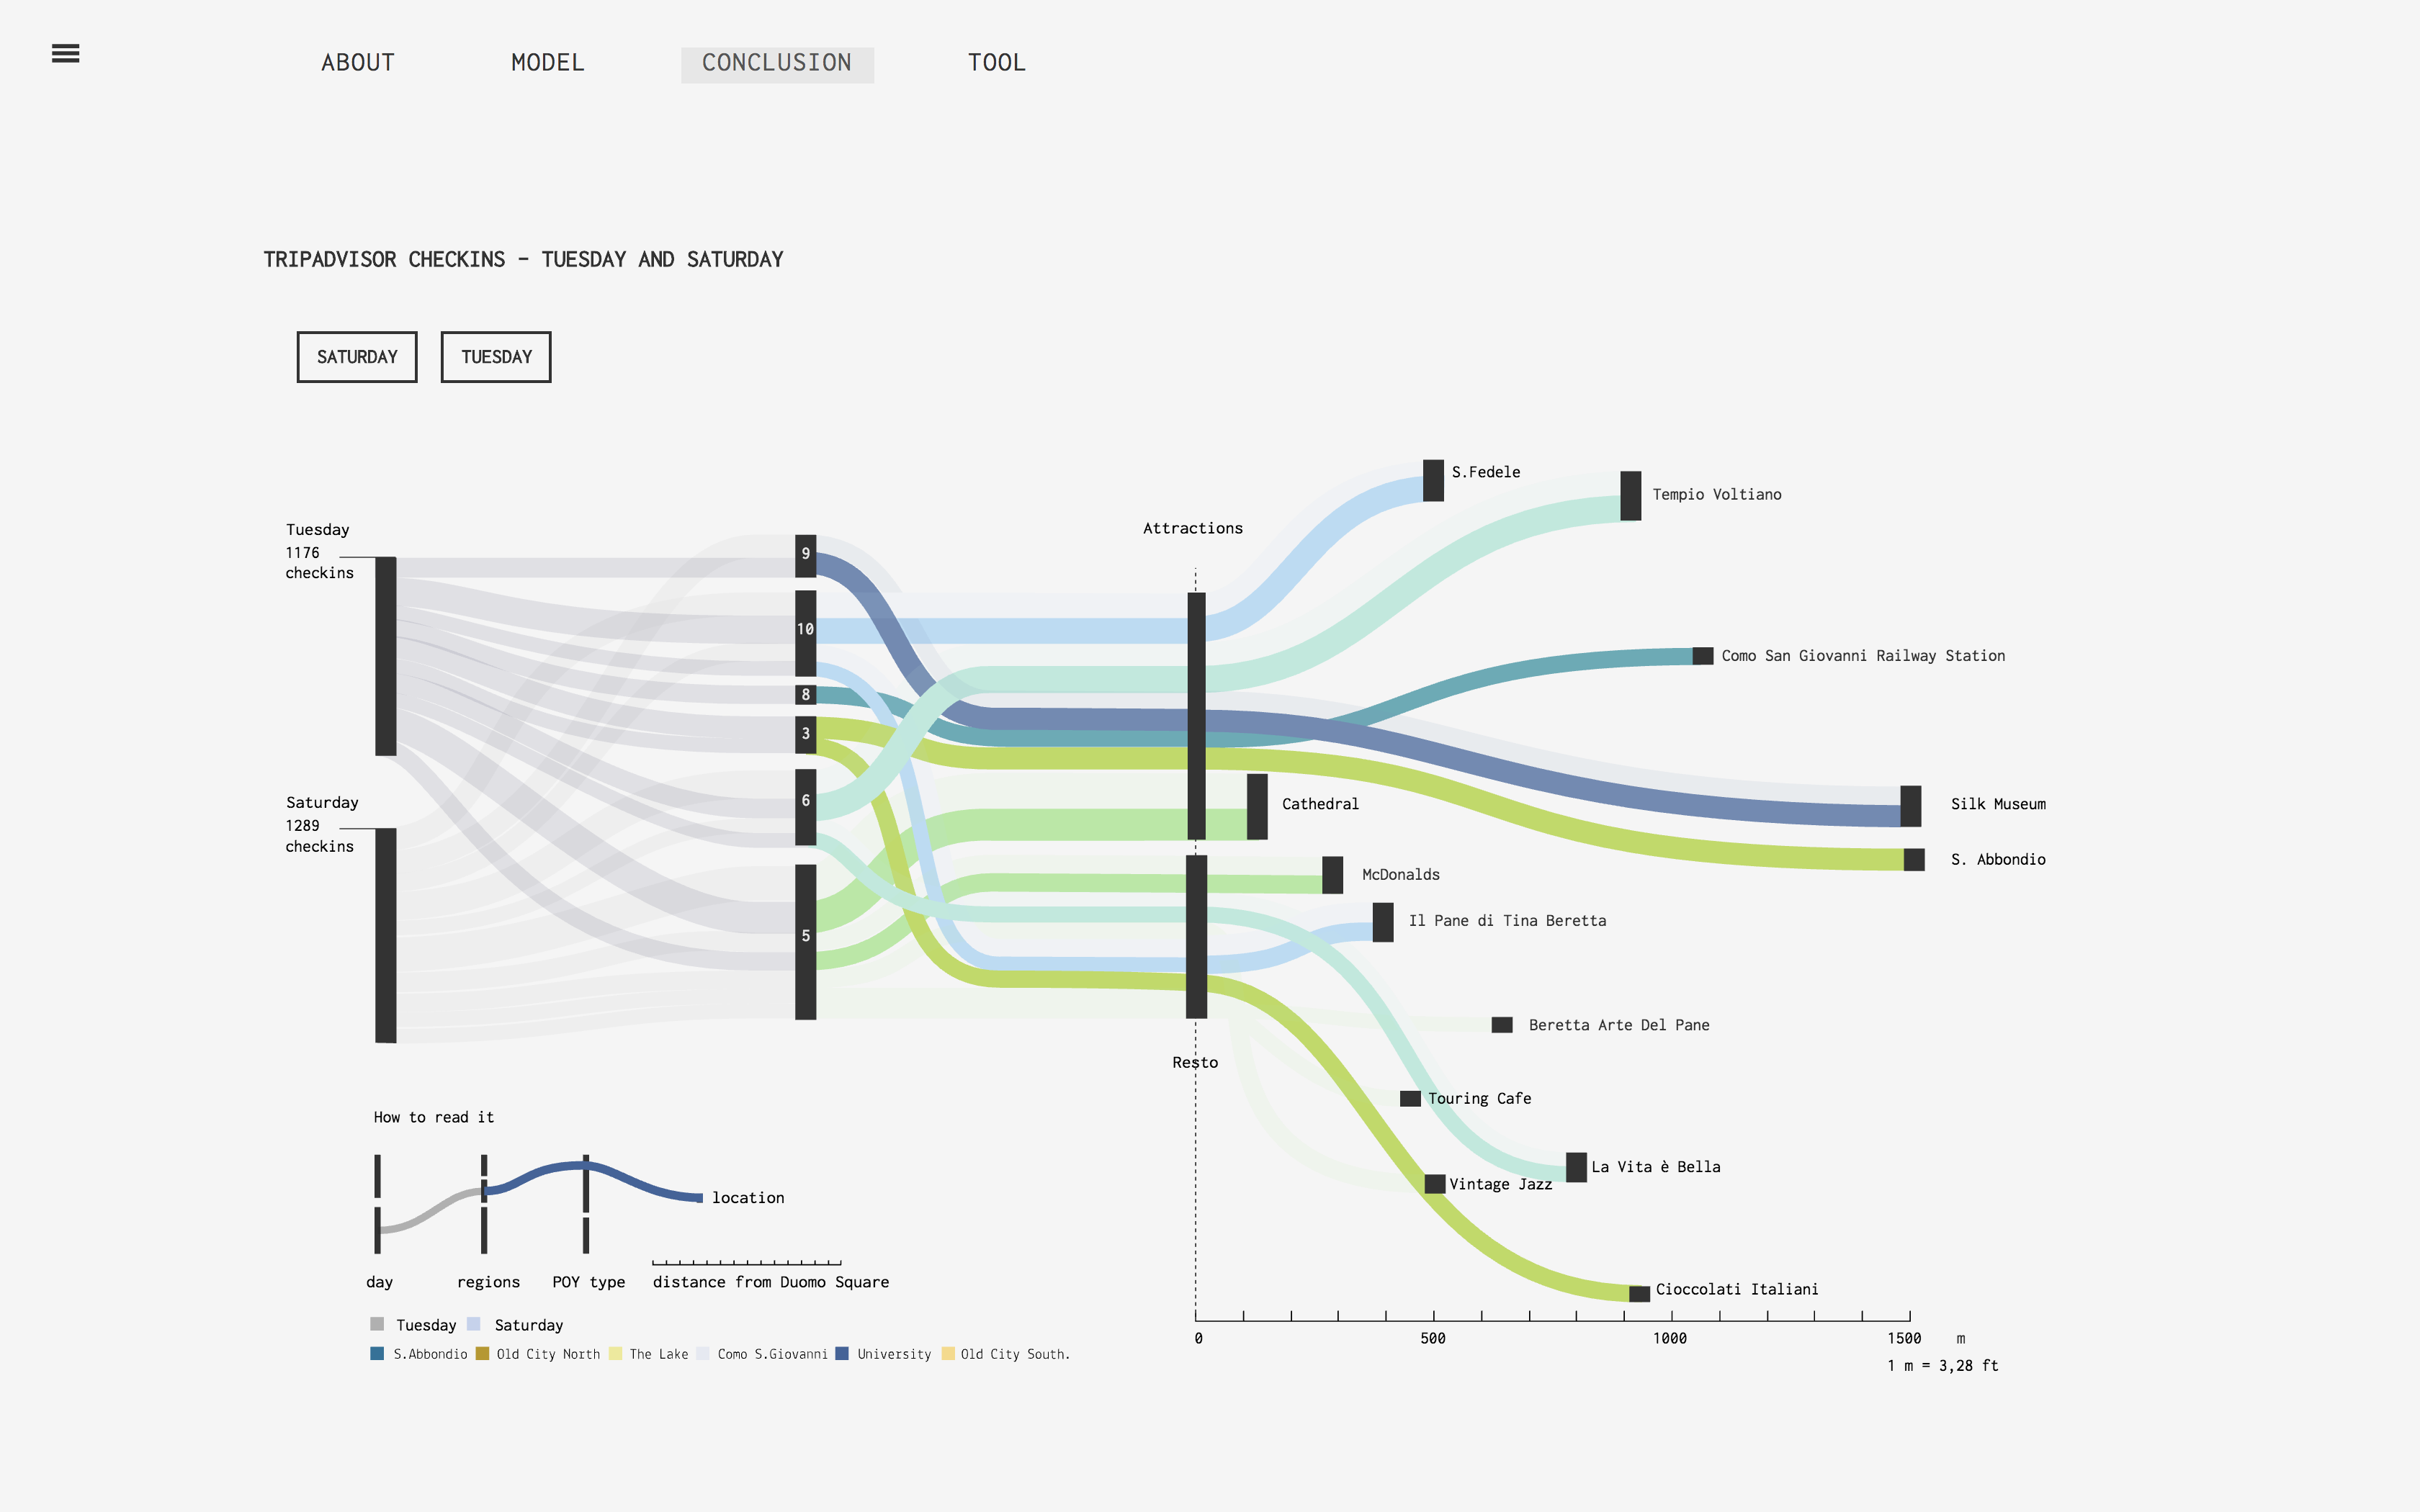 ABOUT MODEL CONCLUSION TOOL
TRIPADVISOR CHECKINS - TUESDAY AND SATURDAY
SATURDAY TUESDAY
Tuesday
1176
checkins
Saturday
1289
checkins
9
10
8
3
6
5
Attractions
Resto
S.Fedele
Tempio Voltiano
Como San Giovanni Railway Station
Cathedral
Silk Museum
S. Abbondio
McDonalds
Il Pane di Tina Beretta
Beretta Arte Del Pane
Touring Cafe
La Vita è Bella
Vintage Jazz
Cioccolati Italiani
0 500 1000 1500 m
1 m = 3,28 ft
How to read it
location
day regions POY type distance from Duomo Square
Tuesday Saturday
S.Abbondio Old City North The Lake Como S.Giovanni University Old City South.